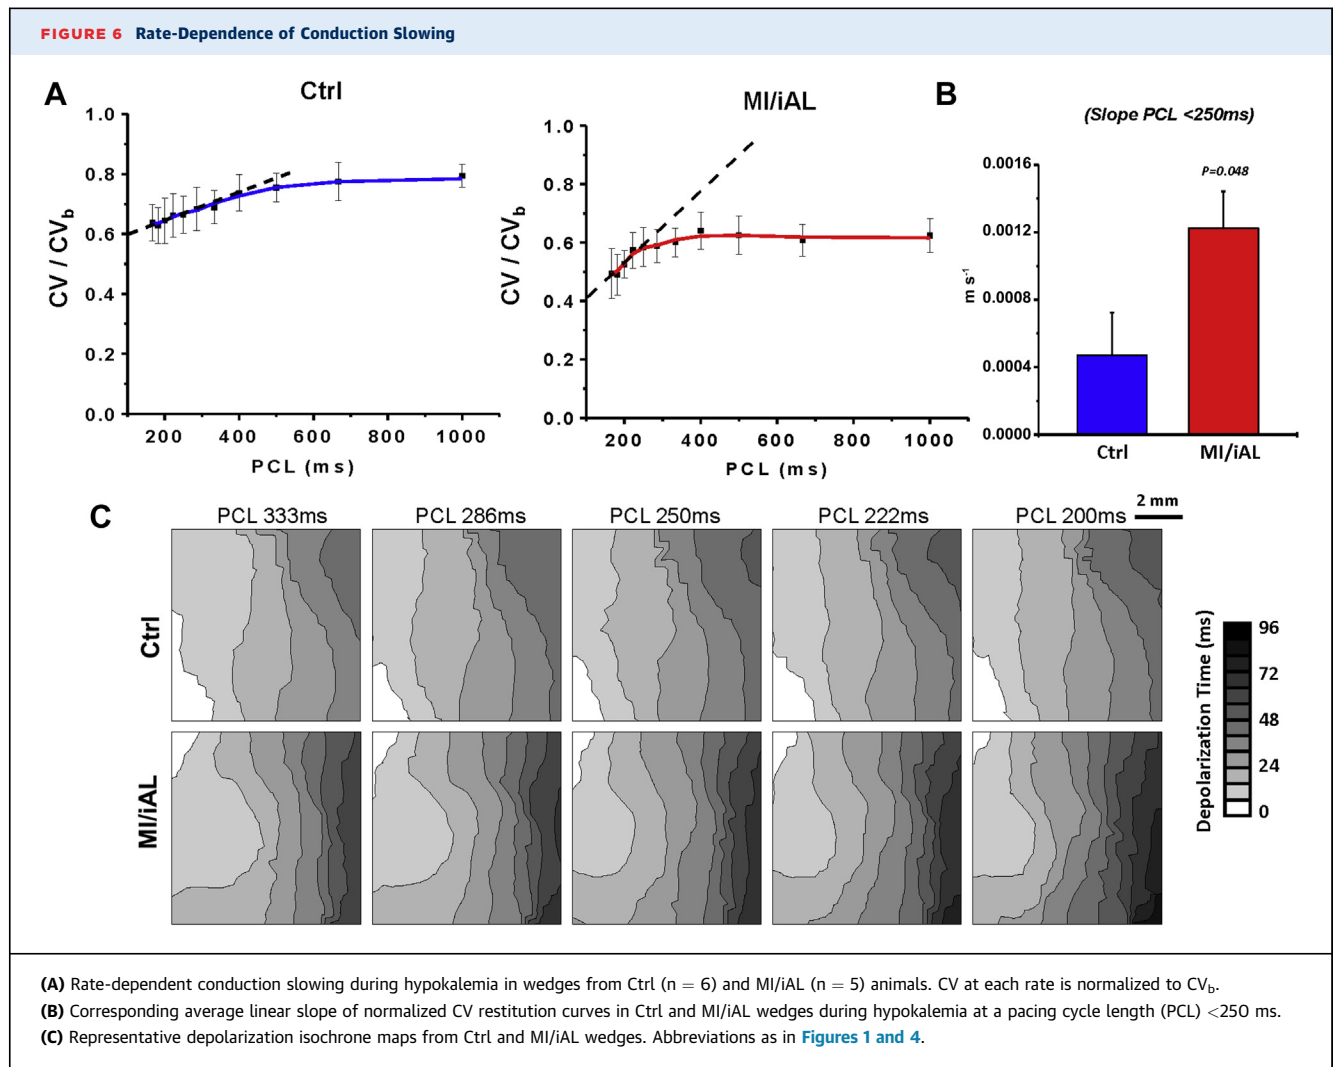 FIGURE 6 Rate-Dependence of Conduction Slowing
A
Ctrl
CV / CVb
1.0
0.8
0.6
0.4
0.2
0.0
200 400 600 800 1000
PCL (ms)
MI/iAL
CV / CVb
1.0
0.8
0.6
0.4
0.2
0.0
200 400 600 800 1000
PCL (ms)
B
(Slope PCL <250ms)
P=0.048
m s-1
0.0016
0.0012
0.0008
0.0004
0.0000
Ctrl MI/iAL
C
PCL 333ms PCL 286ms PCL 250ms PCL 222ms PCL 200ms
2 mm
Ctrl
MI/iAL
Depolarization Time (ms)
96
72
48
24
0
(A) Rate-dependent conduction slowing during hypokalemia in wedges from Ctrl (n = 6) and MI/iAL (n = 5) animals. CV at each rate is normalized to CVb.
(B) Corresponding average linear slope of normalized CV restitution curves in Ctrl and MI/iAL wedges during hypokalemia at a pacing cycle length (PCL) <250 ms.
(C) Representative depolarization isochrone maps from Ctrl and MI/iAL wedges. Abbreviations as in Figures 1 and 4.